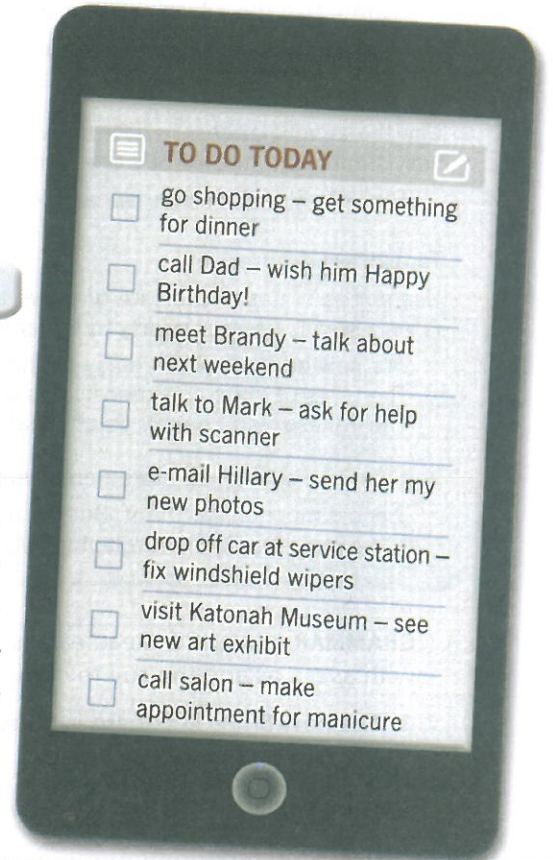 TO DO TODAY
go shopping – get something
for dinner
call Dad – wish him Happy
Birthday!
meet Brandy – talk about
next weekend
talk to Mark – ask for help
with scanner
e-mail Hillary – send her my
new photos
drop off car at service station –
fix windshield wipers
visit Katonah Museum – see
new art exhibit
call salon – make
appointment for manicure